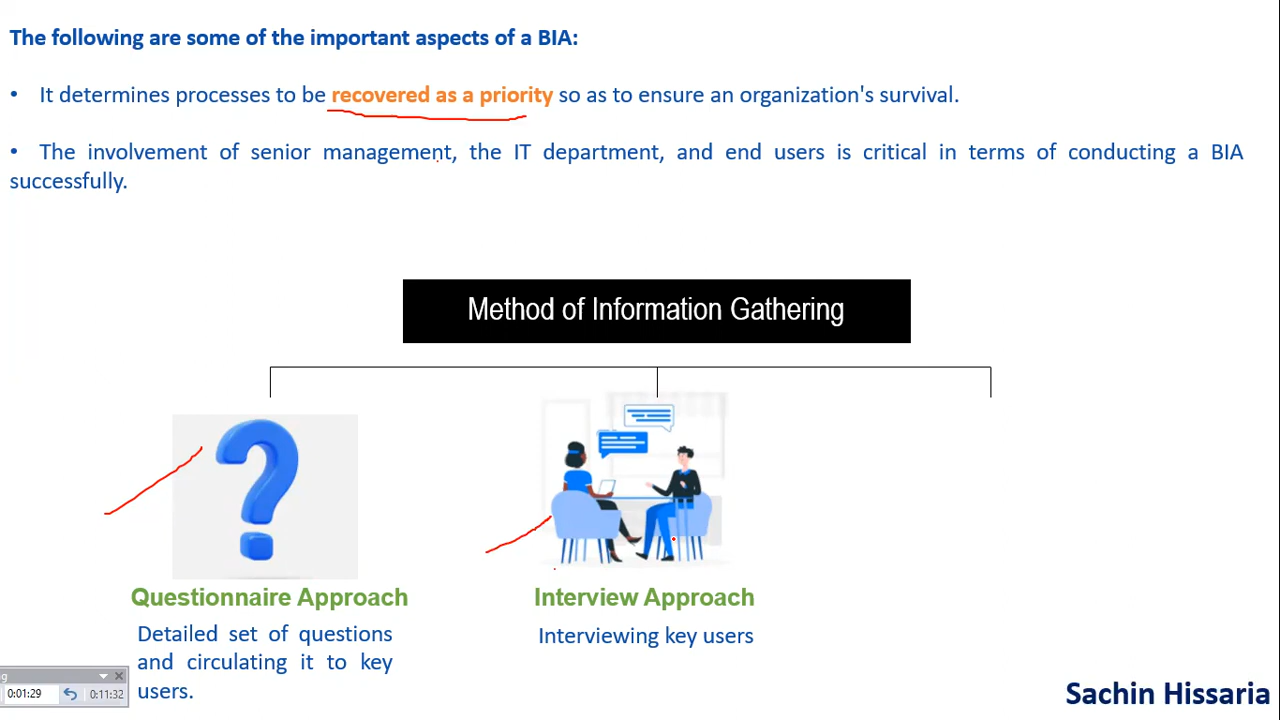 The following are some of the important aspects of a BIA:
• It determines processes to be recovered as a priority so as to ensure an organization's survival.
• The involvement of senior management, the IT department, and end users is critical in terms of conducting a BIA
successfully.
Method of Information Gathering
Questionnaire Approach
Detailed set of questions
and circulating it to key
users.
Interview Approach
Interviewing key users
g
0:01:29
0:11:32
Sachin Hissaria